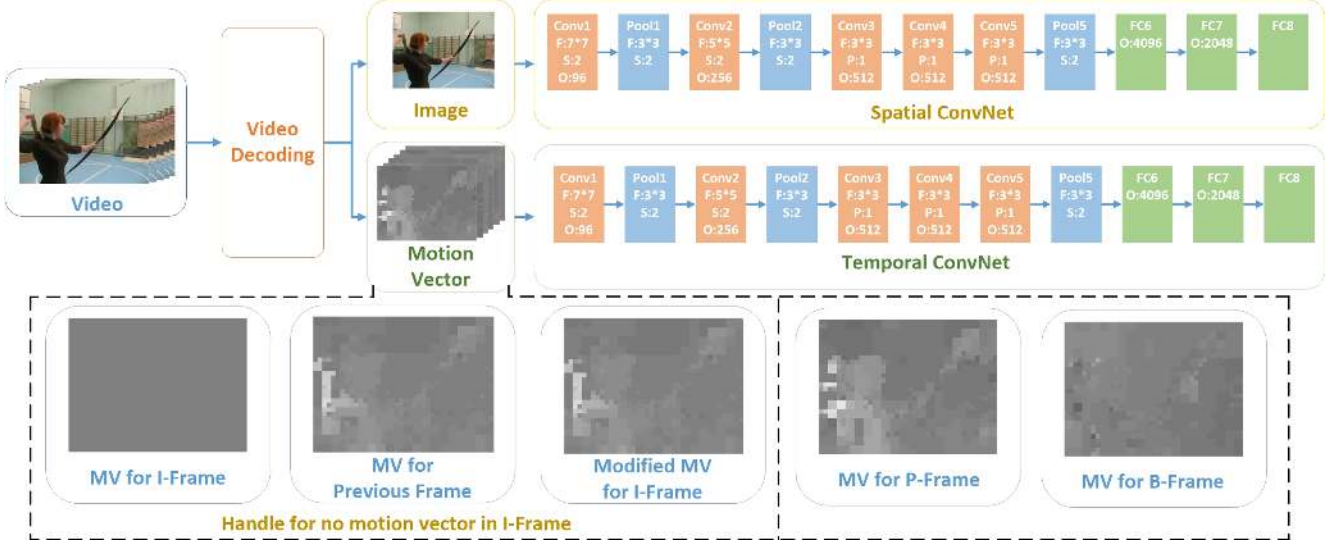 Video
Video
Decoding
Image
Conv1
F:7*7
S:2
O:96
Pool1
F:3*3
S:2
Conv2
F:5*5
S:2
O:256
Pool2
F:3*3
S:2
Conv3
F:3*3
P:1
O:512
Conv4
F:3*3
P:1
O:512
Conv5
F:3*3
P:1
O:512
Pool5
F:3*3
S:2
FC6
O:4096
FC7
O:2048
FC8
Spatial ConvNet
Motion
Vector
Conv1
F:7*7
S:2
O:96
Pool1
F:3*3
S:2
Conv2
F:5*5
S:2
O:256
Pool2
F:3*3
S:2
Conv3
F:3*3
P:1
O:512
Conv4
F:3*3
P:1
O:512
Conv5
F:3*3
P:1
O:512
Pool5
F:3*3
S:2
FC6
O:4096
FC7
O:2048
FC8
Temporal ConvNet
MV for I-Frame
MV for
Previous Frame
Modified MV
for I-Frame
Handle for no motion vector in I-Frame
MV for P-Frame
MV for B-Frame